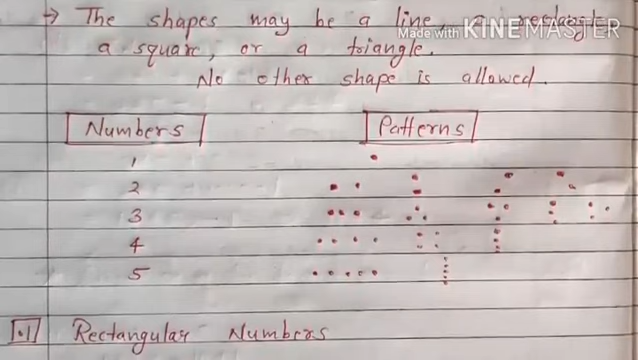 → The shapes may be a line, a rectangle
Made with KINEMASTER
a square, or a triangle.
No other shape is allowed.
Numbers Patterns
1
2
3
4
5
1.1 Rectangular Numbers